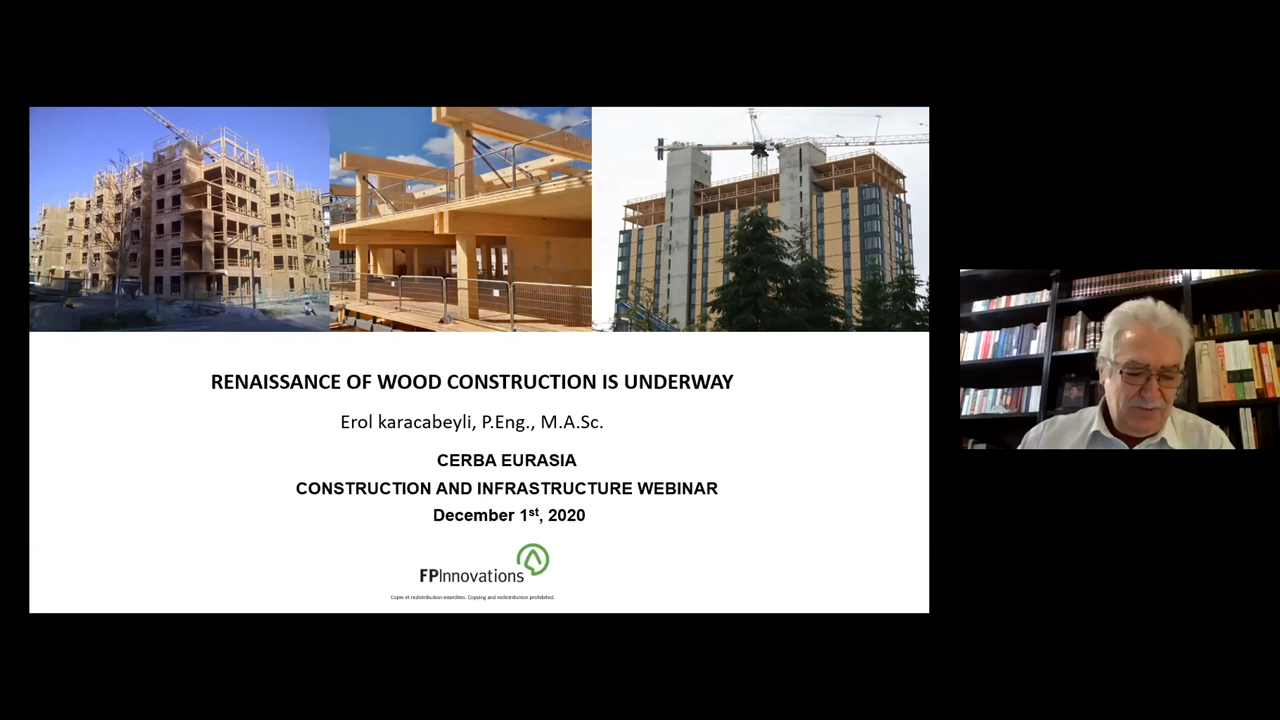 RENAISSANCE OF WOOD CONSTRUCTION IS UNDERWAY
Erol karacabeyli, P.Eng., M.A.Sc.
CERBA EURASIA
CONSTRUCTION AND INFRASTRUCTURE WEBINAR
December 1st, 2020
FPInnovations
Copie et redistribution interdites. Copying and redistribution prohibited.